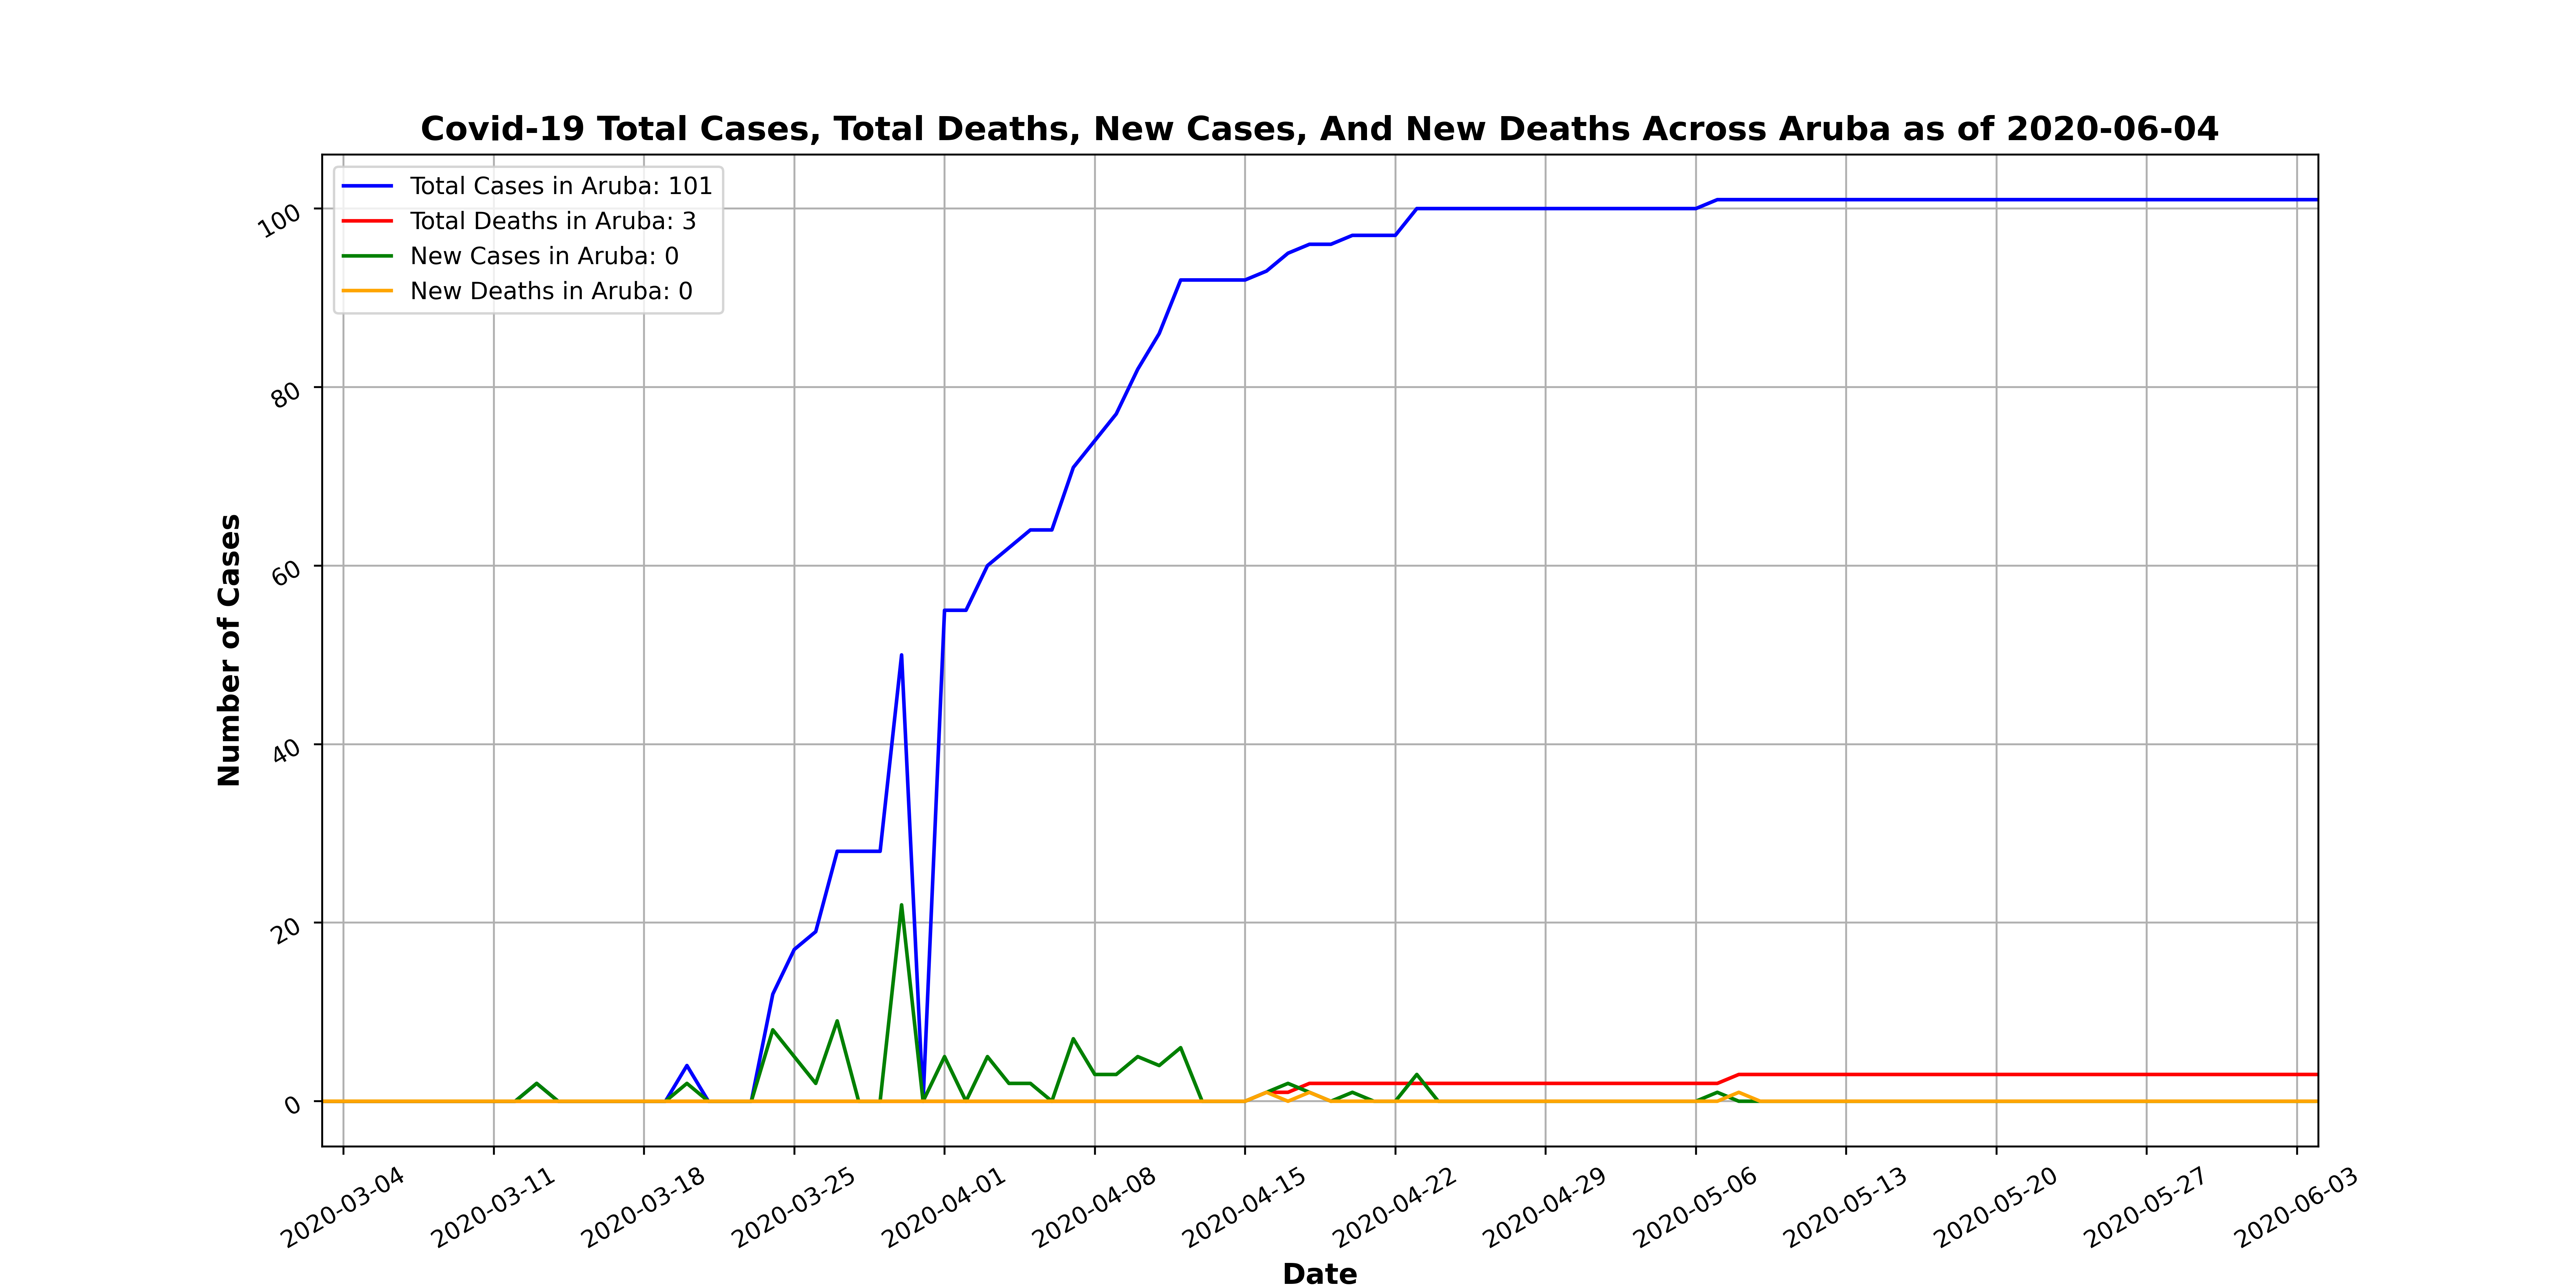 Covid-19 Total Cases, Total Deaths, New Cases, And New Deaths Across Aruba as of 2020-06-04
Total Cases in Aruba: 101
Total Deaths in Aruba: 3
New Cases in Aruba: 0
New Deaths in Aruba: 0
Number of Cases
100
80
60
40
20
0
2020-03-04
2020-03-11
2020-03-18
2020-03-25
2020-04-01
2020-04-08
2020-04-15
2020-04-22
2020-04-29
2020-05-06
2020-05-13
2020-05-20
2020-05-27
2020-06-03
Date